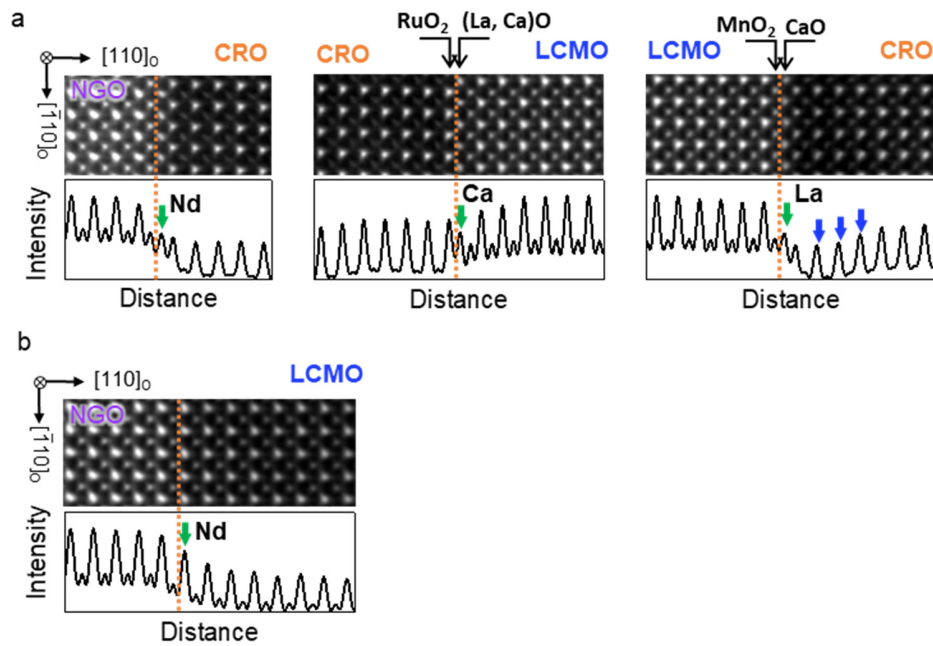 a
RuO₂ (La, Ca)O
MnO₂ CaO
[110]ₒ
CRO
CRO
LCMO
LCMO
CRO
NGO
[1̄10]ₒ
Nd
Ca
La
Intensity
Distance
Distance
Distance
b
[110]ₒ
LCMO
NGO
[1̄10]ₒ
Nd
Intensity
Distance